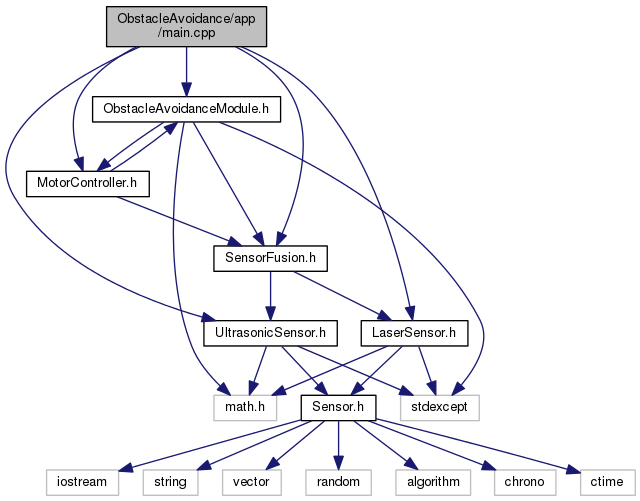 ObstacleAvoidance/app
/main.cpp
ObstacleAvoidanceModule.h
MotorController.h
SensorFusion.h
UltrasonicSensor.h
LaserSensor.h
math.h
Sensor.h
stdexcept
iostream
string
vector
random
algorithm
chrono
ctime